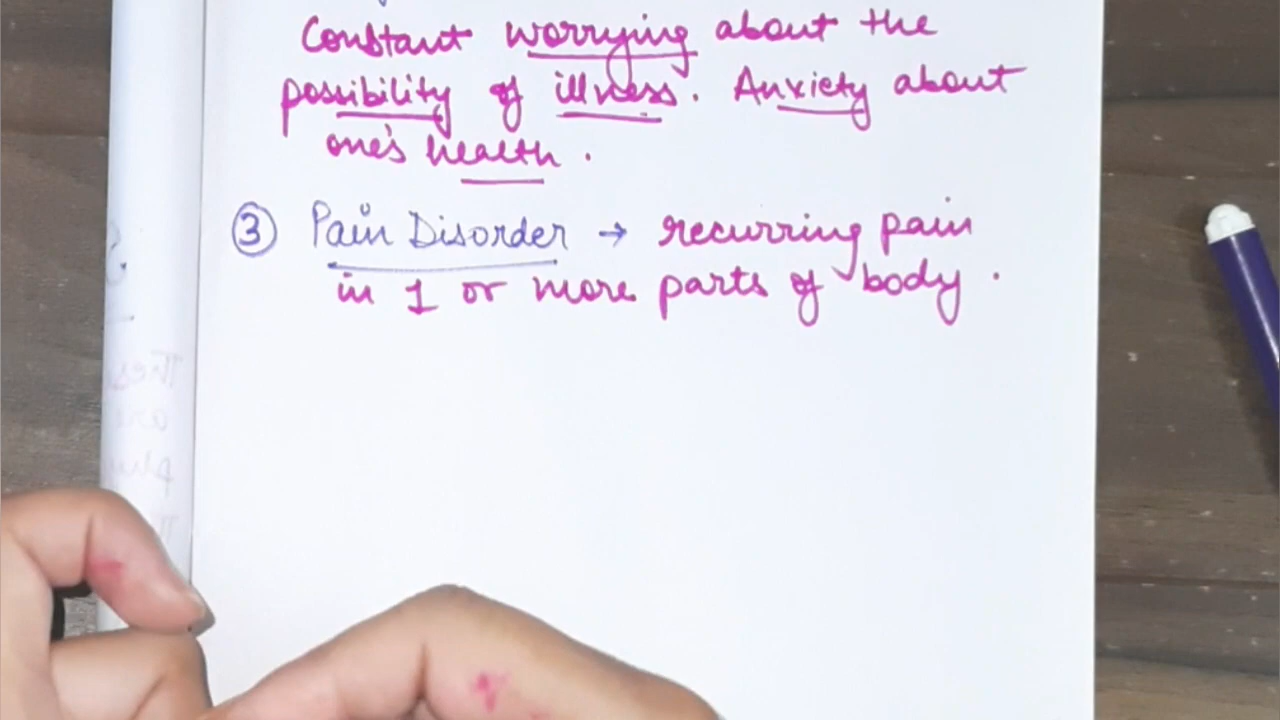 Constant worrying about the
possibility of illness. Anxiety about
one's health.
③ Pain Disorder → recurring pain
in 1 or more parts of body.